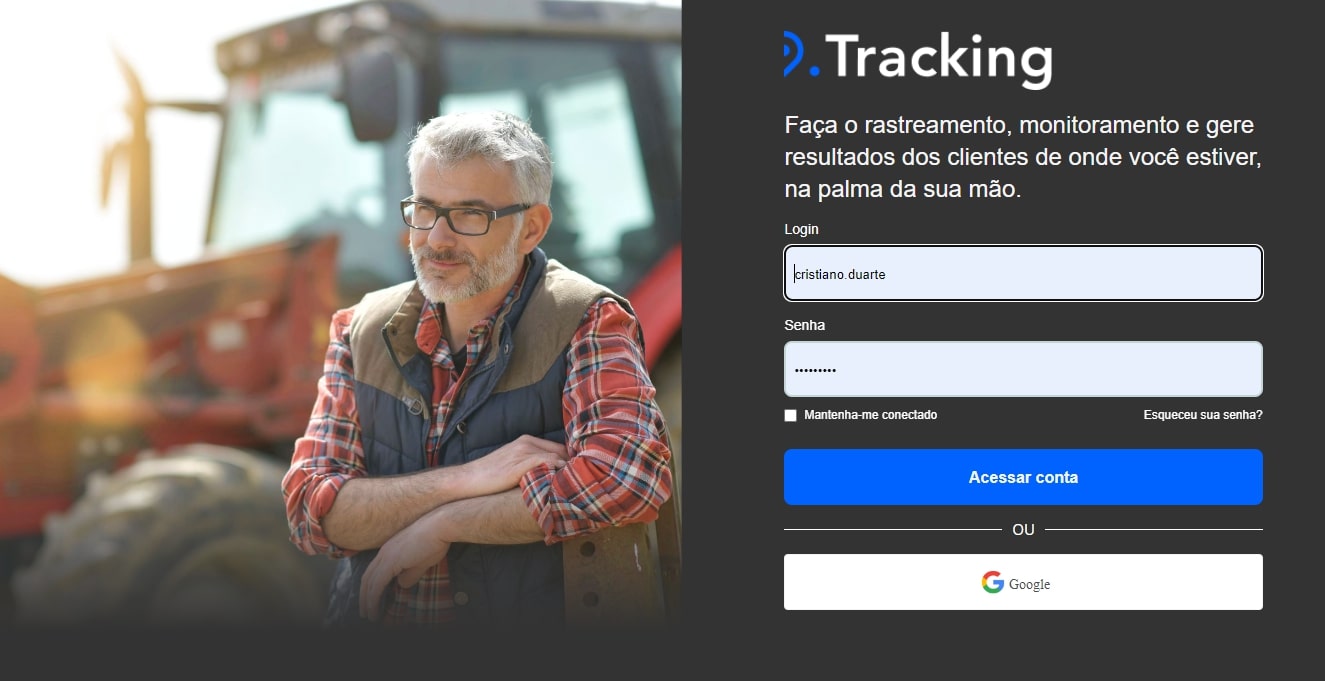 .Tracking
Faça o rastreamento, monitoramento e gere
resultados dos clientes de onde você estiver,
na palma da sua mão.
Login
cristiano.duarte
Senha
•••••••••
Mantenha-me conectado Esqueceu sua senha?
Acessar conta
OU
Google